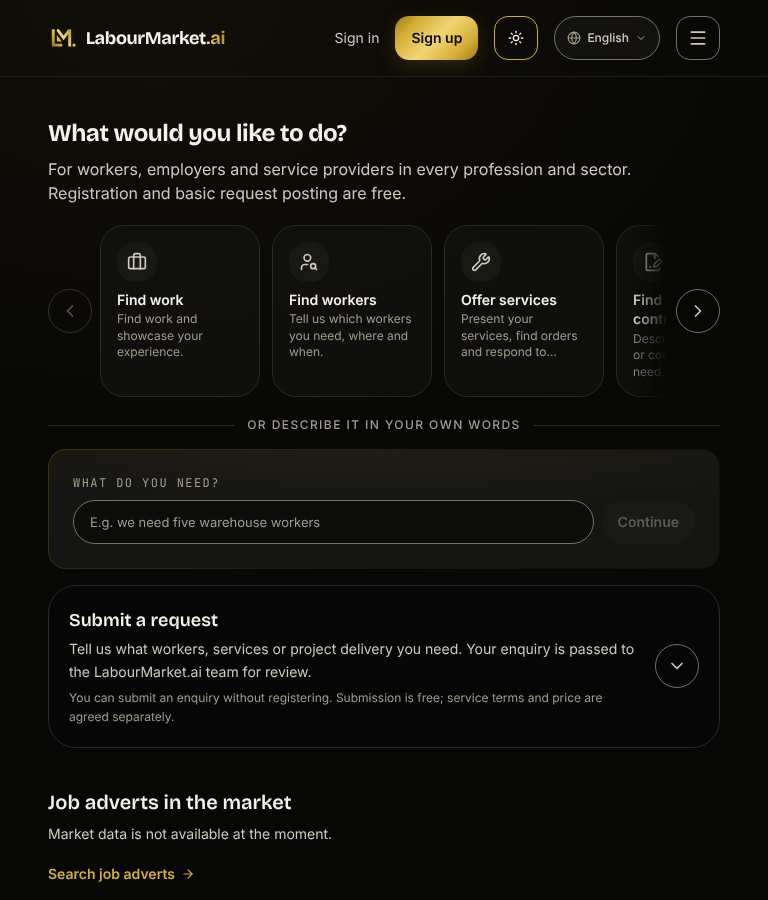 LabourMarket.ai
Sign in
Sign up
English
What would you like to do?
For workers, employers and service providers in every profession and sector.
Registration and basic request posting are free.
Find work
Find work and
showcase your
experience.
Find workers
Tell us which workers
you need, where and
when.
Offer services
Present your
services, find orders
and respond to...
Find
need
OR DESCRIBE IT IN YOUR OWN WORDS
WHAT DO YOU NEED?
E.g. we need five warehouse workers
Continue
Submit a request
Tell us what workers, services or project delivery you need. Your enquiry is passed to
the LabourMarket.ai team for review.
You can submit an enquiry without registering. Submission is free; service terms and price are
agreed separately.
Job adverts in the market
Market data is not available at the moment.
Search job adverts